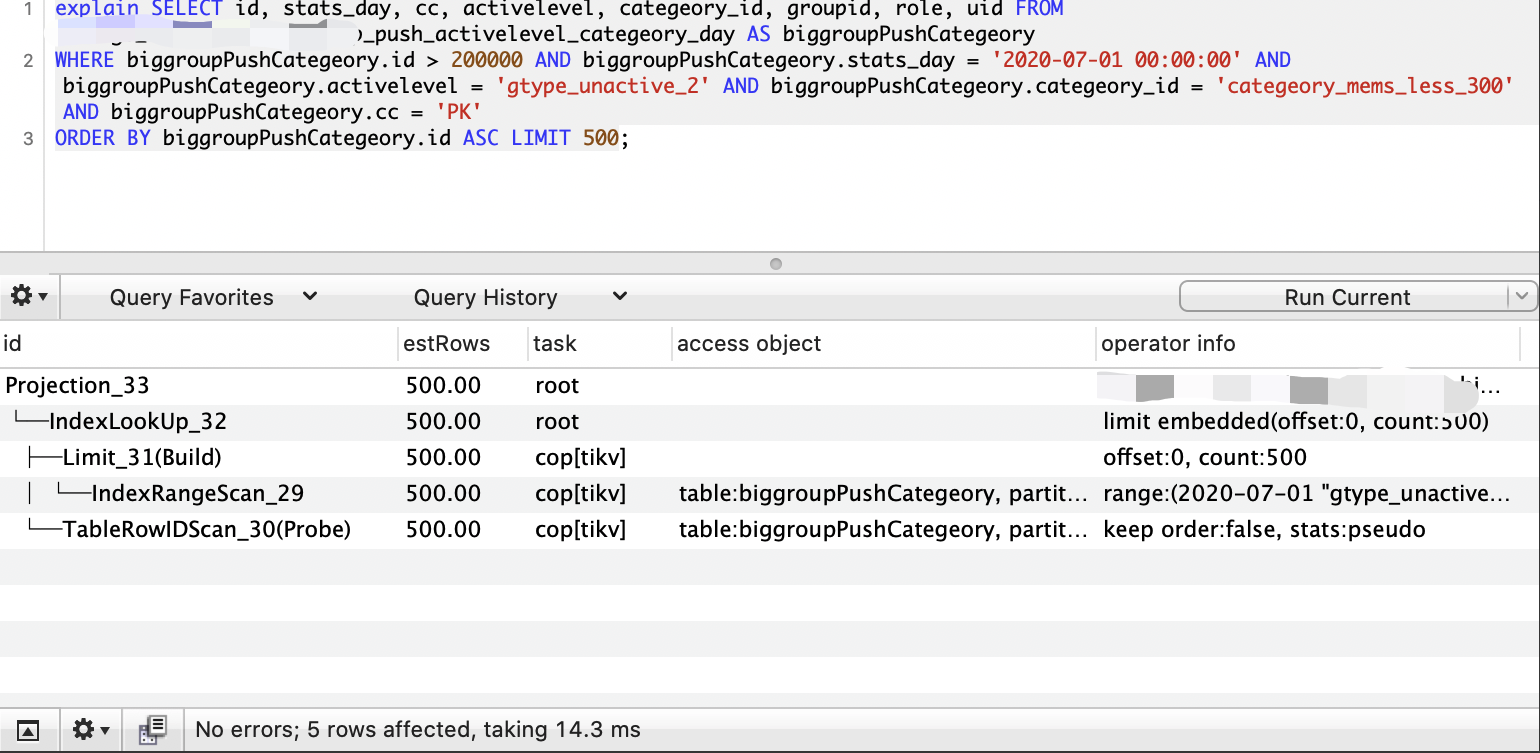 1 explain SELECT id, stats_day, cc, activelevel, categeory_id, groupid, role, uid FROM
_push_activelevel_categeory_day AS biggroupPushCategeory
2 WHERE biggroupPushCategeory.id > 200000 AND biggroupPushCategeory.stats_day = '2020-07-01 00:00:00' AND
biggroupPushCategeory.activelevel = 'gtype_unactive_2' AND biggroupPushCategeory.categeory_id = 'categeory_mems_less_300'
AND biggroupPushCategeory.cc = 'PK'
3 ORDER BY biggroupPushCategeory.id ASC LIMIT 500;
Query Favorites Query History Run Current
id estRows task access object operator info
Projection_33 500.00 root
└─IndexLookUp_32 500.00 root limit embedded(offset:0, count:500)
├─Limit_31(Build) 500.00 cop[tikv] offset:0, count:500
│ └─IndexRangeScan_29 500.00 cop[tikv] table:biggroupPushCategeory, partit... range:(2020-07-01 "gtype_unactive...
└─TableRowIDScan_30(Probe) 500.00 cop[tikv] table:biggroupPushCategeory, partit... keep order:false, stats:pseudo
No errors; 5 rows affected, taking 14.3 ms